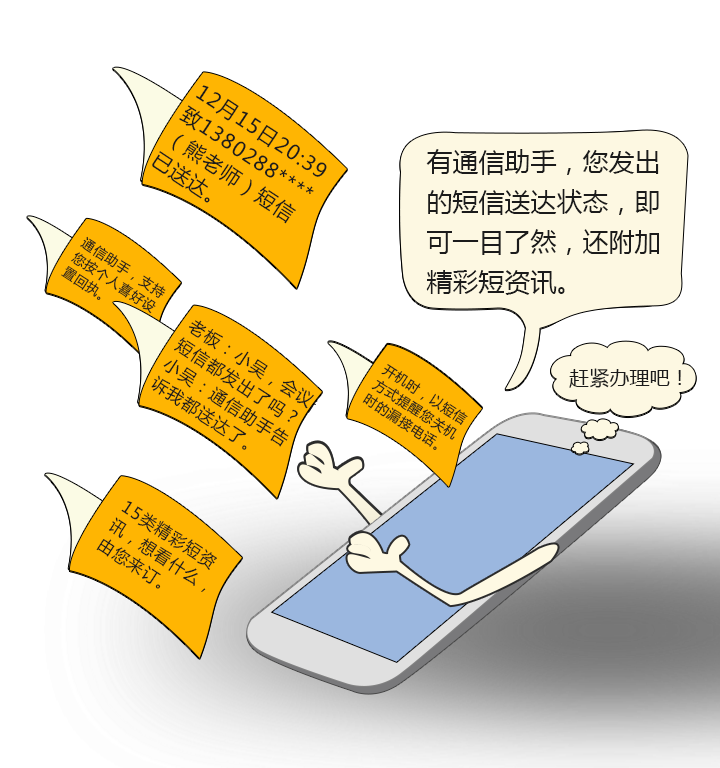 12月15日20:39
致1380288****
（熊老师）短信
已送达。
有通信助手，您发出
的短信送达状态，即
可一目了然，还附加
精彩短资讯。
通信助手，支持
您按个人喜好设
置回执。
老板：小吴，会议
短信都发出了吗？
小吴：通信助手告
诉我都送达了。
开机时，以短信
方式提醒您关机
时的漏接电话。
赶紧办理吧！
15类精彩短资
讯，想看什么，
由您来订。